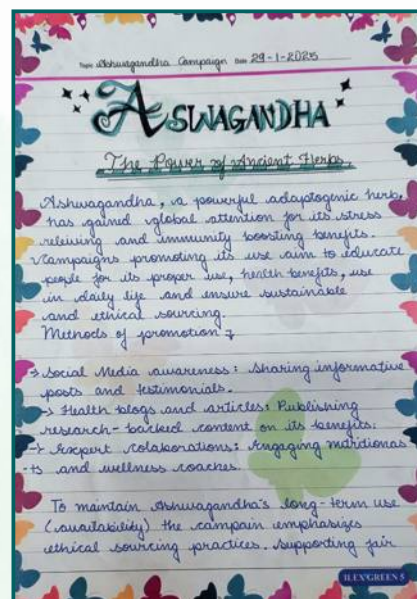 Topic Ashwagandha Campaign Date 29-1-2025
ASWAGANDHA
The Power of Ancient Herbs.
Ashwagandha, a powerful adaptogenic herb,
has gained global attention for its stress
relieving and immunity boosting benefits.
Campaigns promoting its use aim to educate
people for its proper use, health benefits, use
in daily life and ensure sustainable
and ethical sourcing.
Methods of promotion
→ Social Media awareness: Sharing informative
posts and testimonials.
→ Health blogs and articles: Publishing
research-backed content on its benefits.
→ Expert colaborations: Engaging
-ts and wellness coaches.
To maintain Ashwagandha's long-term use
(availability) the campain emphasizes
ethical sourcing practices. Supporting fair
ILEX'GREEN 5